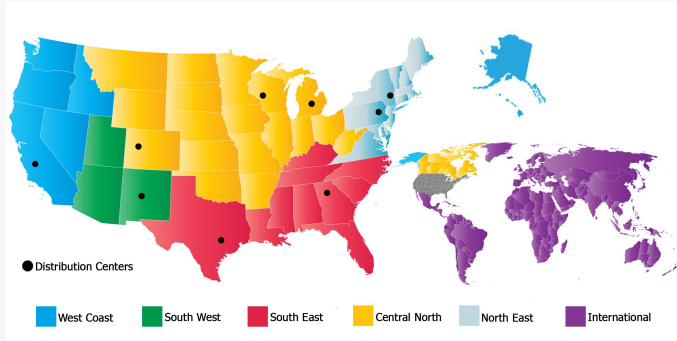 Distribution Centers
West Coast
South West
South East
Central North
North East
International